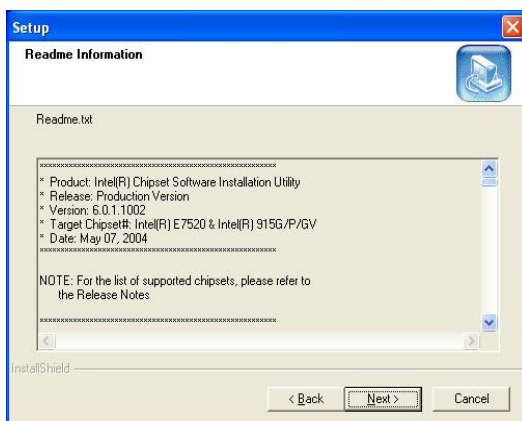 Setup
Readme Information
Readme.txt
************************************************************
* Product: Intel(R) Chipset Software Installation Utility
* Release: Production Version
* Version: 6.0.1.1002
* Target Chipset#: Intel(R) E7520 & Intel(R) 915G/P/GV
* Date: May 07, 2004
************************************************************
NOTE: For the list of supported chipsets, please refer to
the Release Notes
************************************************************
InstallShield
< Back
Next >
Cancel